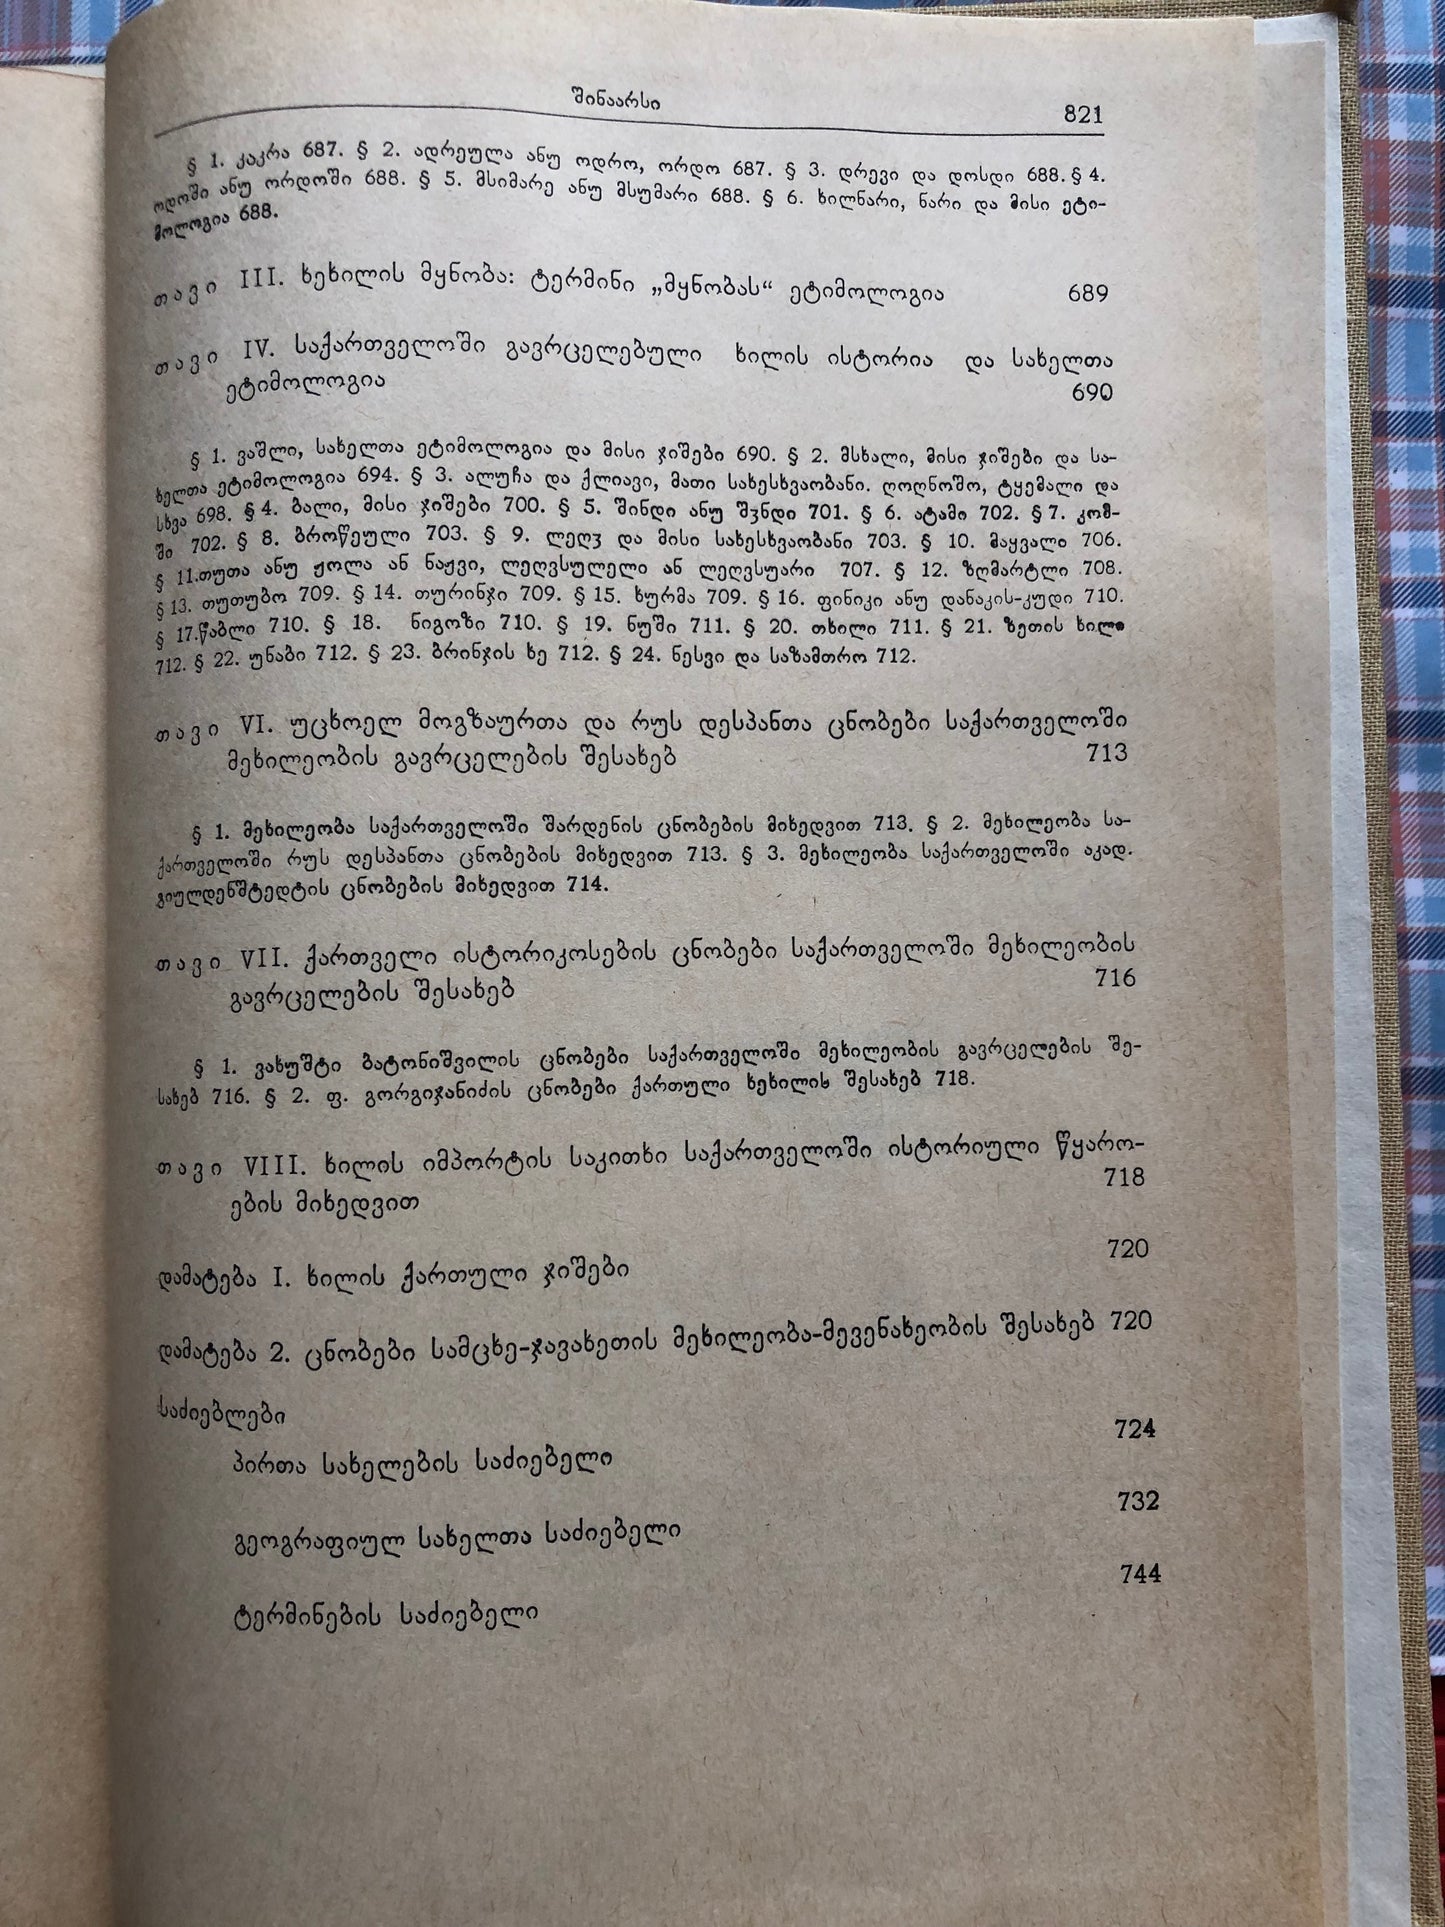 შინაარსი
821
§ 1. კაკრა 687. § 2. ადრეულა ანუ ოდრო, ორდო 687. § 3. დრევი და დოსდი 688. § 4.
ოდოში ანუ ორდოში 688. § 5. მსიმარე ანუ მსუმარი 688. § 6. ხილნარი, ნარი და მისი ეტი-
მოლოგია 688.
თავი III. ხეხილის მყნობა: ტერმინი „მყნობას“ ეტიმოლოგია 689
თავი IV. საქართველოში გავრცელებული ხილის ისტორია და სახელთა
ეტიმოლოგია 690
§ 1. ვაშლი, სახელთა ეტიმოლოგია და მისი ჯიშები 690. § 2. მსხალი, მისი ჯიშები და სა-
ხელთა ეტიმოლოგია 694. § 3. ალუჩა და ქლიავი, მათი სახესხვაობანი. ღოღნოშო, ტყემალი და
სხვა 698. § 4. ბალი, მისი ჯიშები 700. § 5. შინდი ანუ შჳნდი 701. § 6. ატამი 702. § 7. კომ-
ში 702. § 8. ბროწეული 703. § 9. ლეღჳ და მისი სახესხვაობანი 703. § 10. მაყვალი 706.
§ 11.თუთა ანუ ჟოლა ან ნაჟვი, ლეღვსულელი ან ლეღვსუარი 707. § 12. ზღმარტლი 708.
§ 13. თუთუბო 709. § 14. თურინჯი 709. § 15. ხურმა 709. § 16. ფინიკი ანუ დანაკის-კუდი 710.
§ 17.წაბლი 710. § 18. ნიგოზი 710. § 19. ნუში 711. § 20. თხილი 711. § 21. ზეთის ხილი
712. § 22. უნაბი 712. § 23. ბრინჯის ხე 712. § 24. ნესვი და საზამთრო 712.
თავი VI. უცხოელ მოგზაურთა და რუს დესპანთა ცნობები საქართველოში
მეხილეობის გავრცელების შესახებ 713
§ 1. მეხილეობა საქართველოში შარდენის ცნობების მიხედვით 713. § 2. მეხილეობა სა-
ქართველოში რუს დესპანთა ცნობების მიხედვით 713. § 3. მეხილეობა საქართველოში აკად.
გიულდენშტედტის ცნობების მიხედვით 714.
თავი VII. ქართველი ისტორიკოსების ცნობები საქართველოში მეხილეობის
გავრცელების შესახებ 716
§ 1. ვახუშტი ბატონიშვილის ცნობები საქართველოში მეხილეობის გავრცელების შე-
სახებ 716. § 2. ფ. გორგიჯანიძის ცნობები ქართული ხეხილის შესახებ 718.
თავი VIII. ხილის იმპორტის საკითხი საქართველოში ისტორიული წყარო-
ების მიხედვით 718
დამატება I. ხილის ქართული ჯიშები 720
დამატება 2. ცნობები სამცხე-ჯავახეთის მეხილეობა-მევენახეობის შესახებ 720
საძიებლები
პირთა სახელების საძიებელი 724
გეოგრაფიულ სახელთა საძიებელი 732
ტერმინების საძიებელი 744